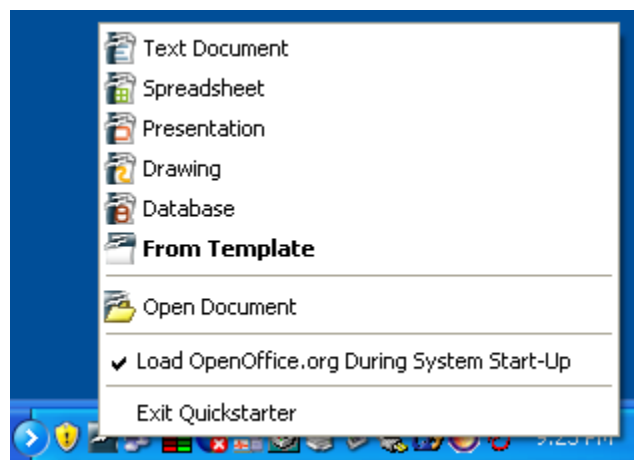 Text Document
Spreadsheet
Presentation
Drawing
Database
From Template
Open Document
Load OpenOffice.org During System Start-Up
Exit Quickstarter